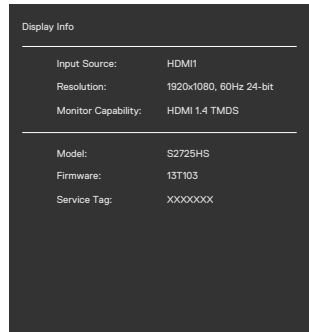 Display Info
Input Source: HDMI1
Resolution: 1920x1080, 60Hz 24-bit
Monitor Capability: HDMI 1.4 TMDS
Model: S2725HS
Firmware: 13T103
Service Tag: XXXXXXX